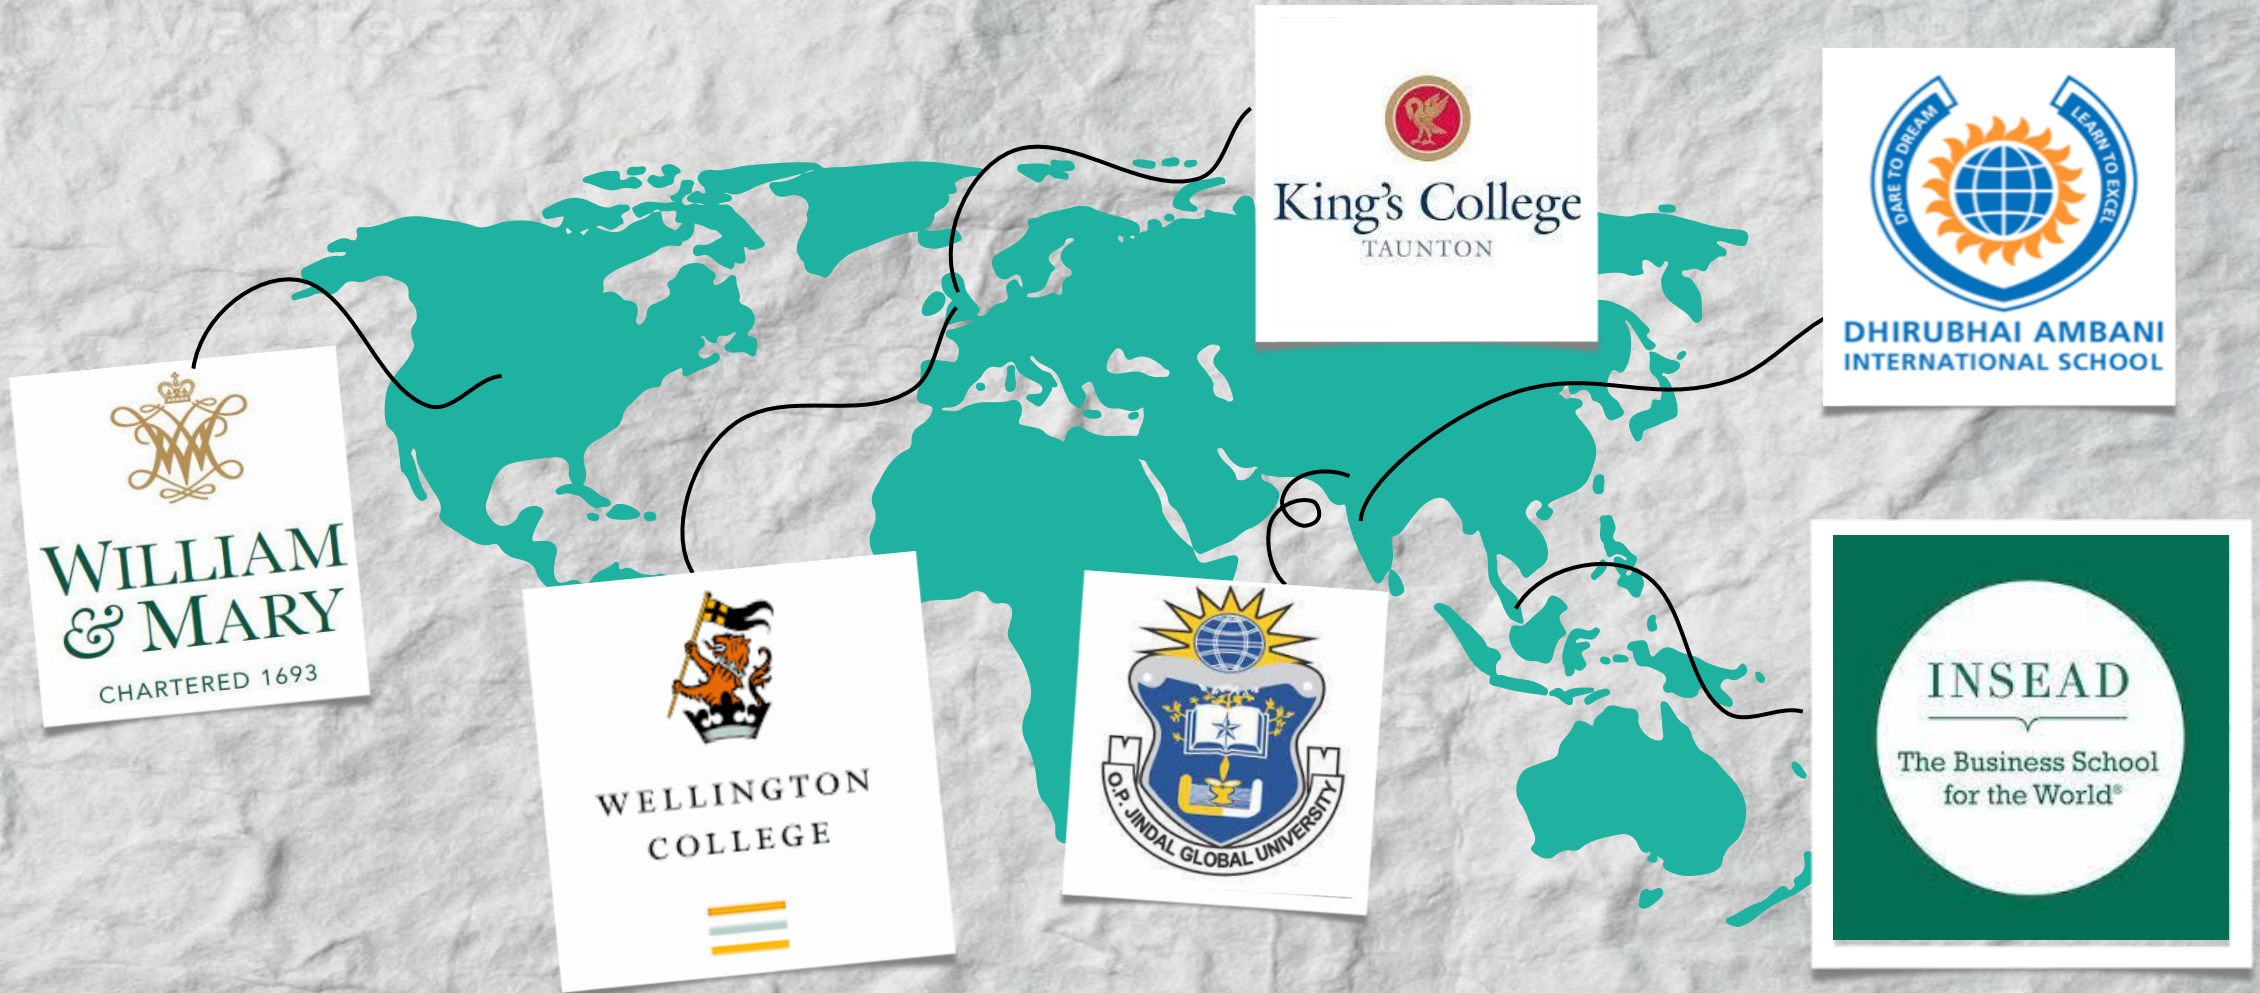 King's College
TAUNTON
DARE TO DREAM
LEARN TO EXCEL
DHIRUBHAI AMBANI
INTERNATIONAL SCHOOL
WILLIAM
& MARY
CHARTERED 1693
WELLINGTON
COLLEGE
O.P. JINDAL GLOBAL UNIVERSITY
INSEAD
The Business School
for the World®